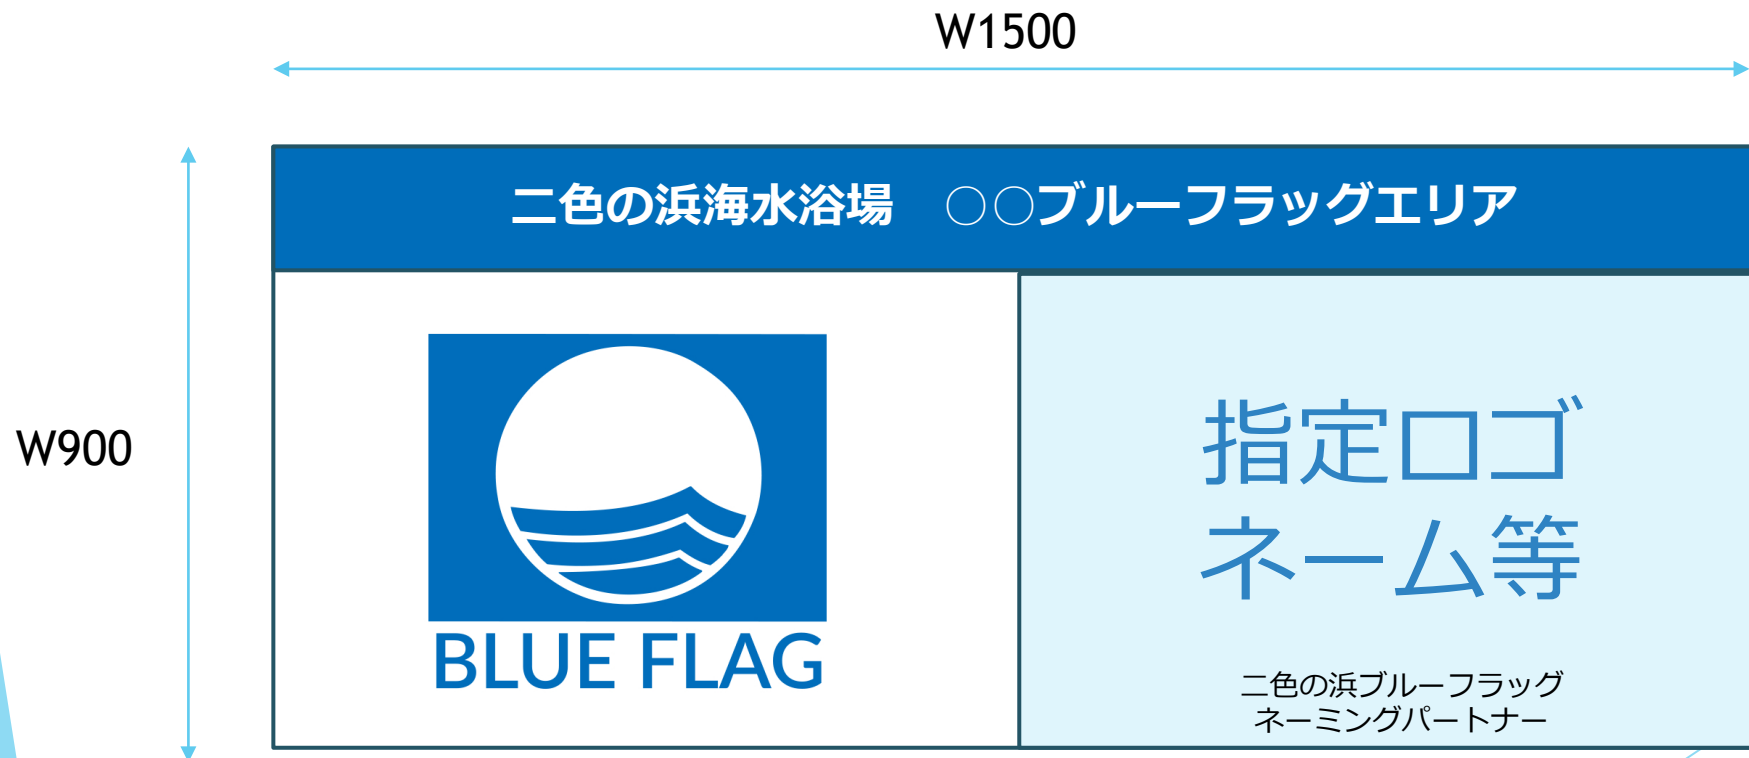 W1500
W900
二色の浜海水浴場　○○ブルーフラッグエリア
BLUE FLAG
指定ロゴ
ネーム等
二色の浜ブルーフラッグ
ネーミングパートナー